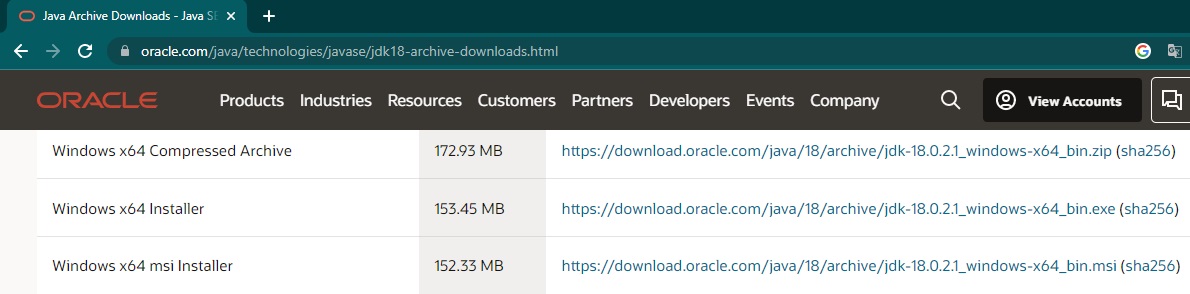 Java Archive Downloads - Java SE
oracle.com/java/technologies/javase/jdk18-archive-downloads.html
ORACLE Products Industries Resources Customers Partners Developers Events Company View Accounts
Windows x64 Compressed Archive 172.93 MB https://download.oracle.com/java/18/archive/jdk-18.0.2.1_windows-x64_bin.zip (sha256)
Windows x64 Installer 153.45 MB https://download.oracle.com/java/18/archive/jdk-18.0.2.1_windows-x64_bin.exe (sha256)
Windows x64 msi Installer 152.33 MB https://download.oracle.com/java/18/archive/jdk-18.0.2.1_windows-x64_bin.msi (sha256)